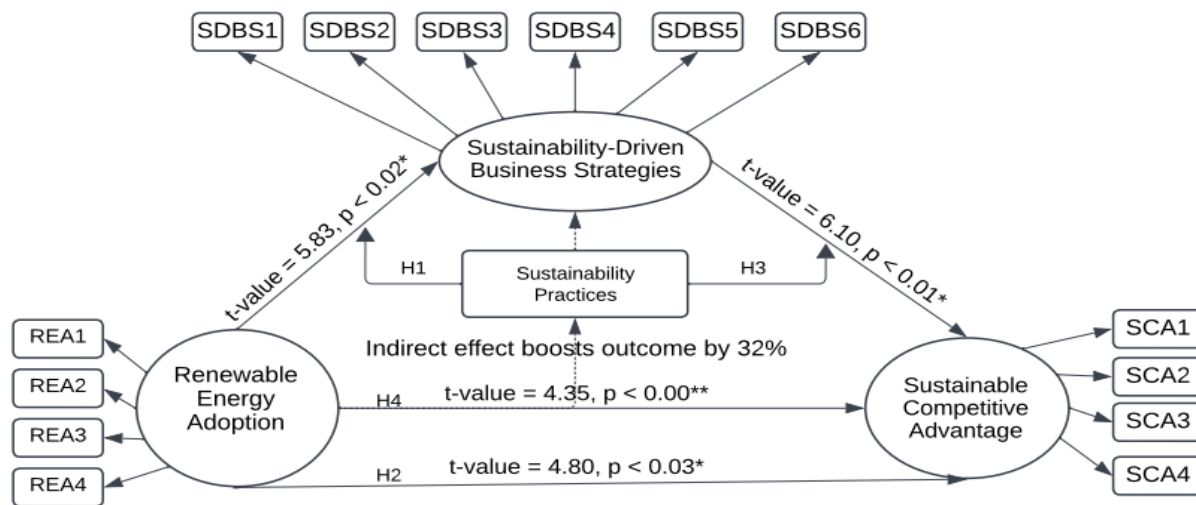 SDBS1
SDBS2
SDBS3
SDBS4
SDBS5
SDBS6
Sustainability-Driven
Business Strategies
t-value = 5.83, p < 0.02*
t-value = 6.10, p < 0.01*
H1
Sustainability
Practices
H3
Indirect effect boosts outcome by 32%
REA1
REA2
REA3
REA4
Renewable
Energy
Adoption
H4
t-value = 4.35, p < 0.00**
H2
t-value = 4.80, p < 0.03*
Sustainable
Competitive
Advantage
SCA1
SCA2
SCA3
SCA4